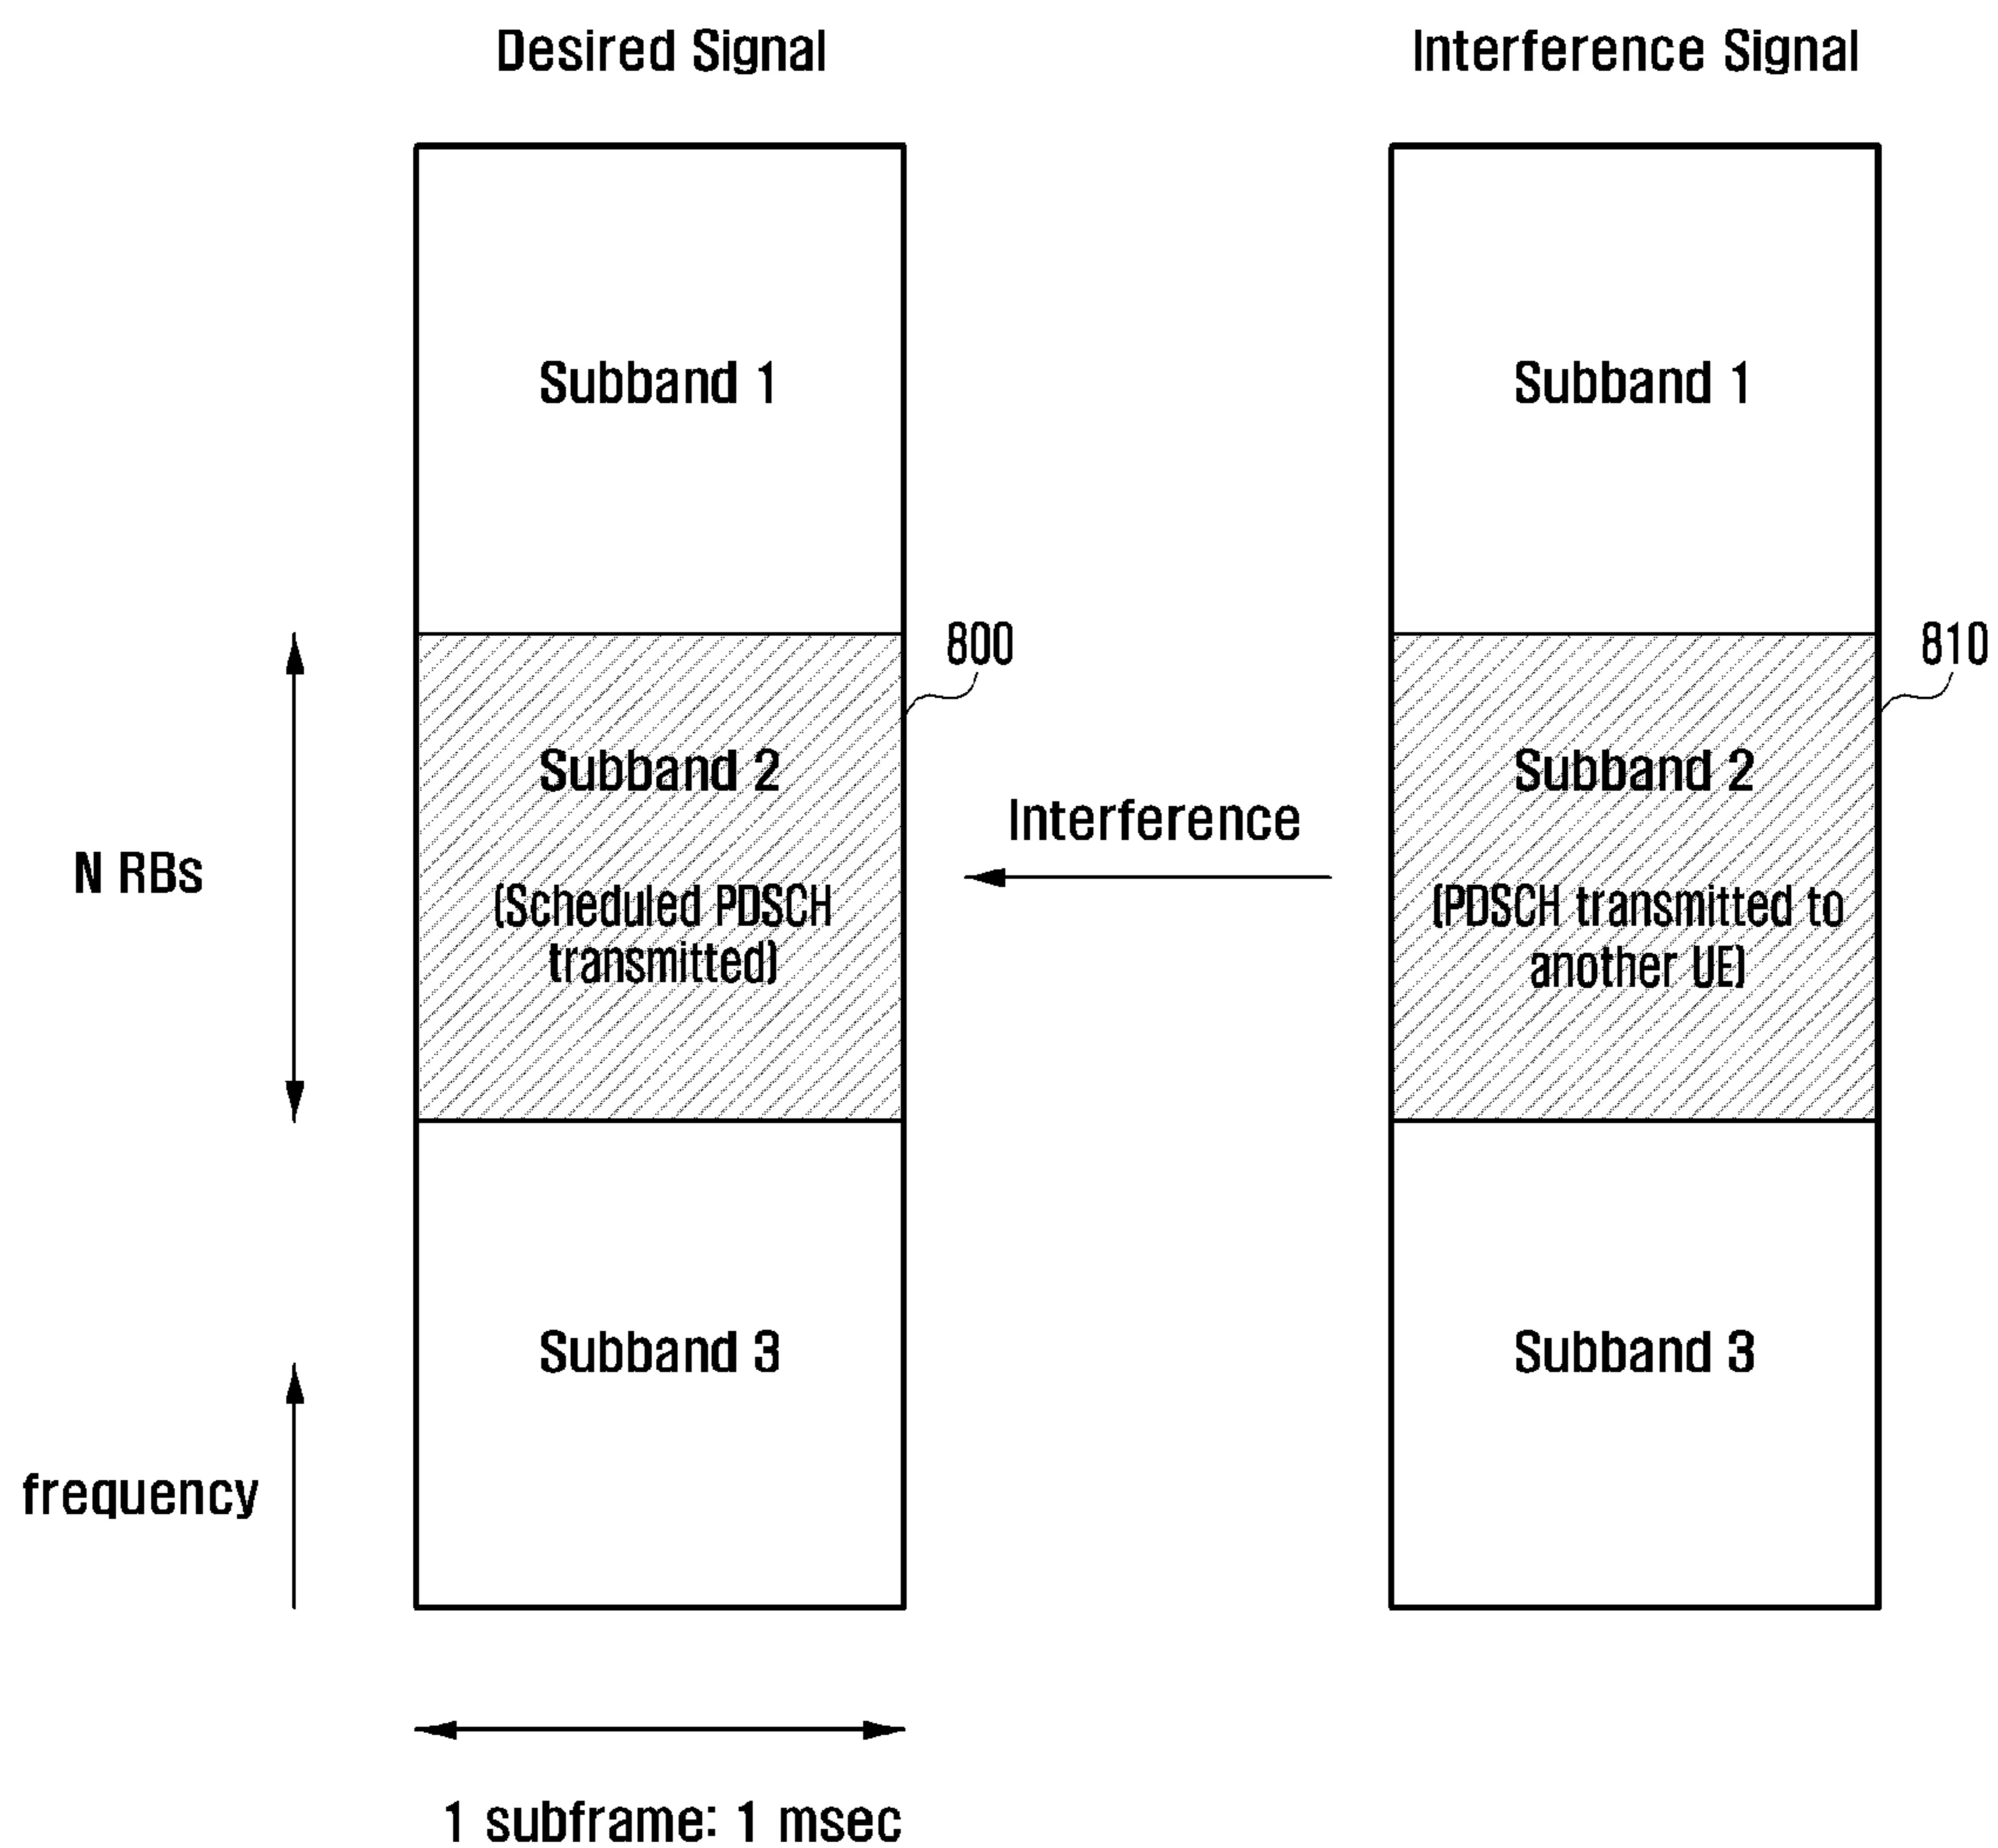 Desired Signal
Interference Signal
Subband 1
Subband 1
800
810
Subband 2
Subband 2
Interference
N RBs
(Scheduled PDSCH
transmitted)
(PDSCH transmitted to
another UE)
Subband 3
Subband 3
frequency
1 subframe: 1 msec